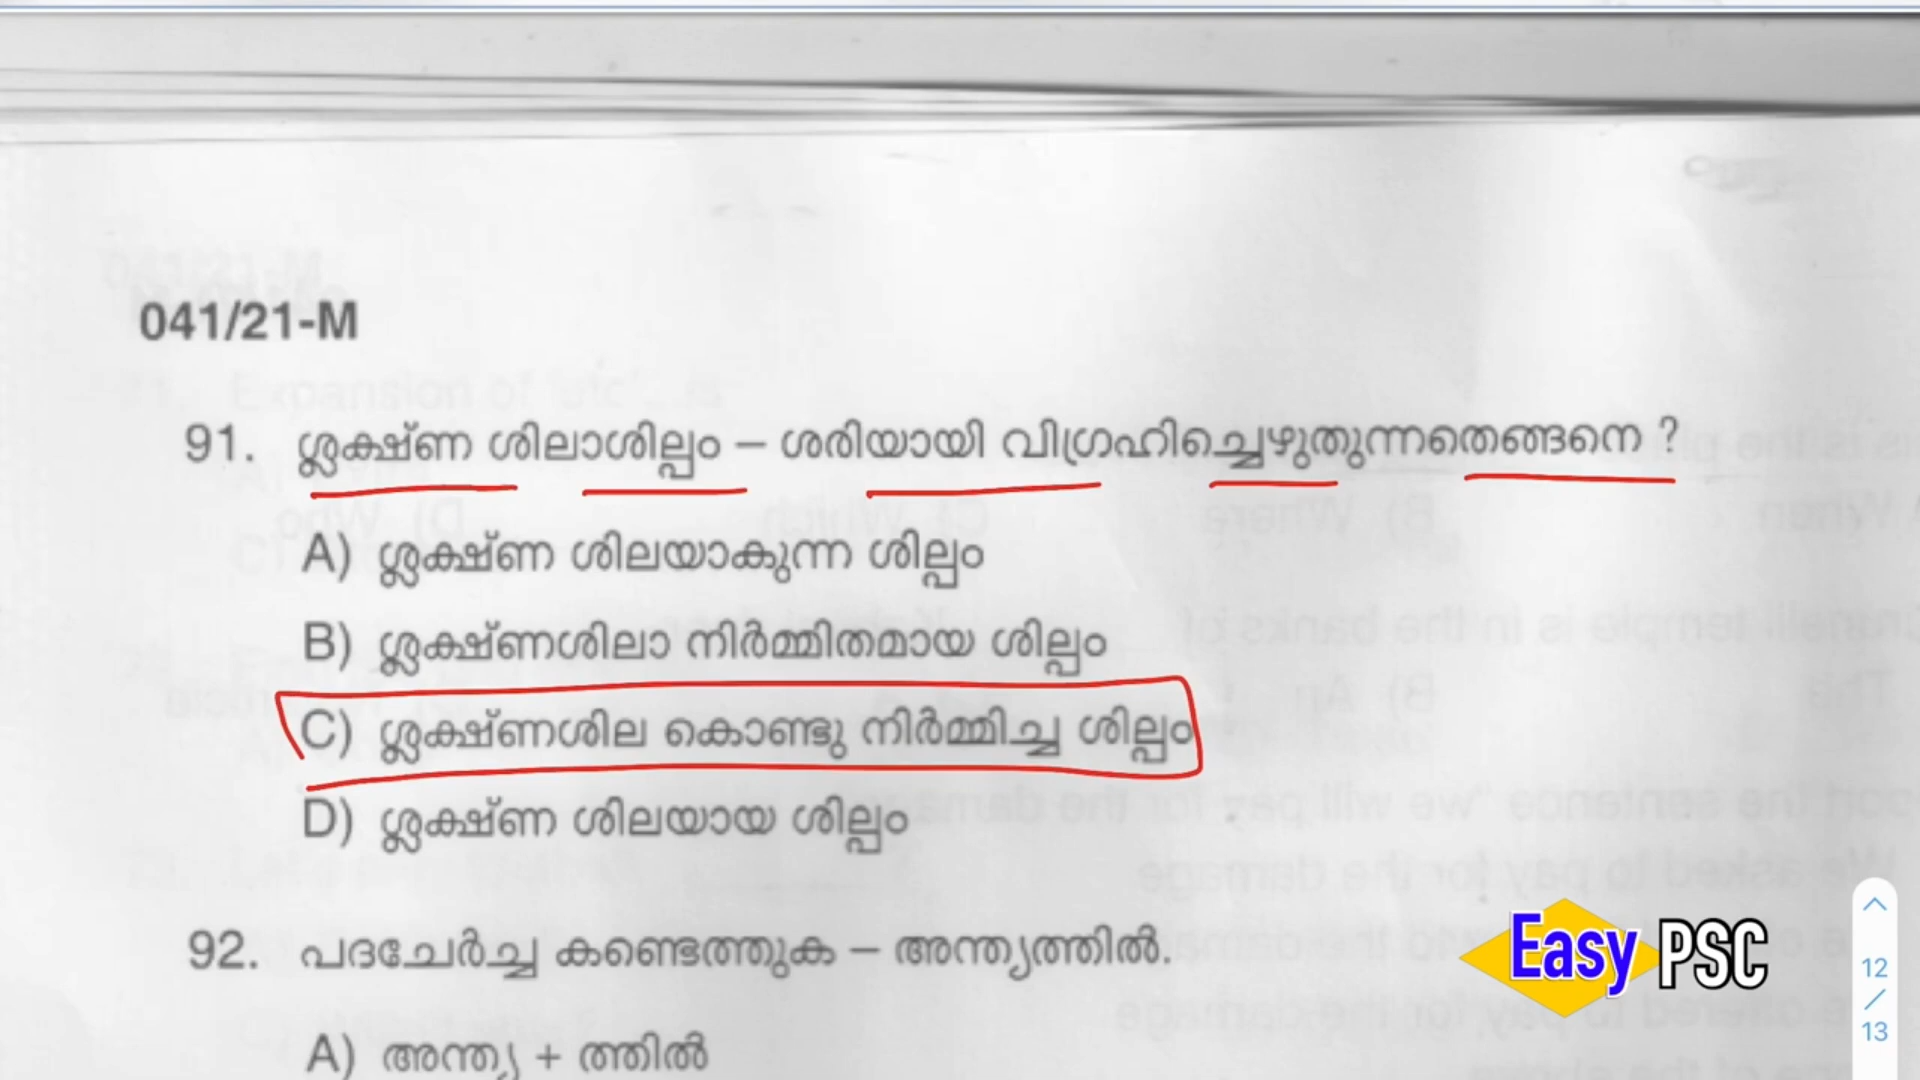 041/21-M
91. ശ്ലക്ഷ്ണ ശിലാശില്പം – ശരിയായി വിഗ്രഹിച്ചെഴുതുന്നതെങ്ങനെ ?
A) ശ്ലക്ഷ്ണ ശിലയാകുന്ന ശില്പം
B) ശ്ലക്ഷ്ണശിലാ നിർമ്മിതമായ ശില്പം
C) ശ്ലക്ഷ്ണശില കൊണ്ടു നിർമ്മിച്ച ശില്പം
D) ശ്ലക്ഷ്ണ ശിലയായ ശില്പം
92. പദചേർച്ച കണ്ടെത്തുക – അന്ത്യത്തിൽ.
A) അന്ത്യ + ത്തിൽ
Easy PSC
12
/
13